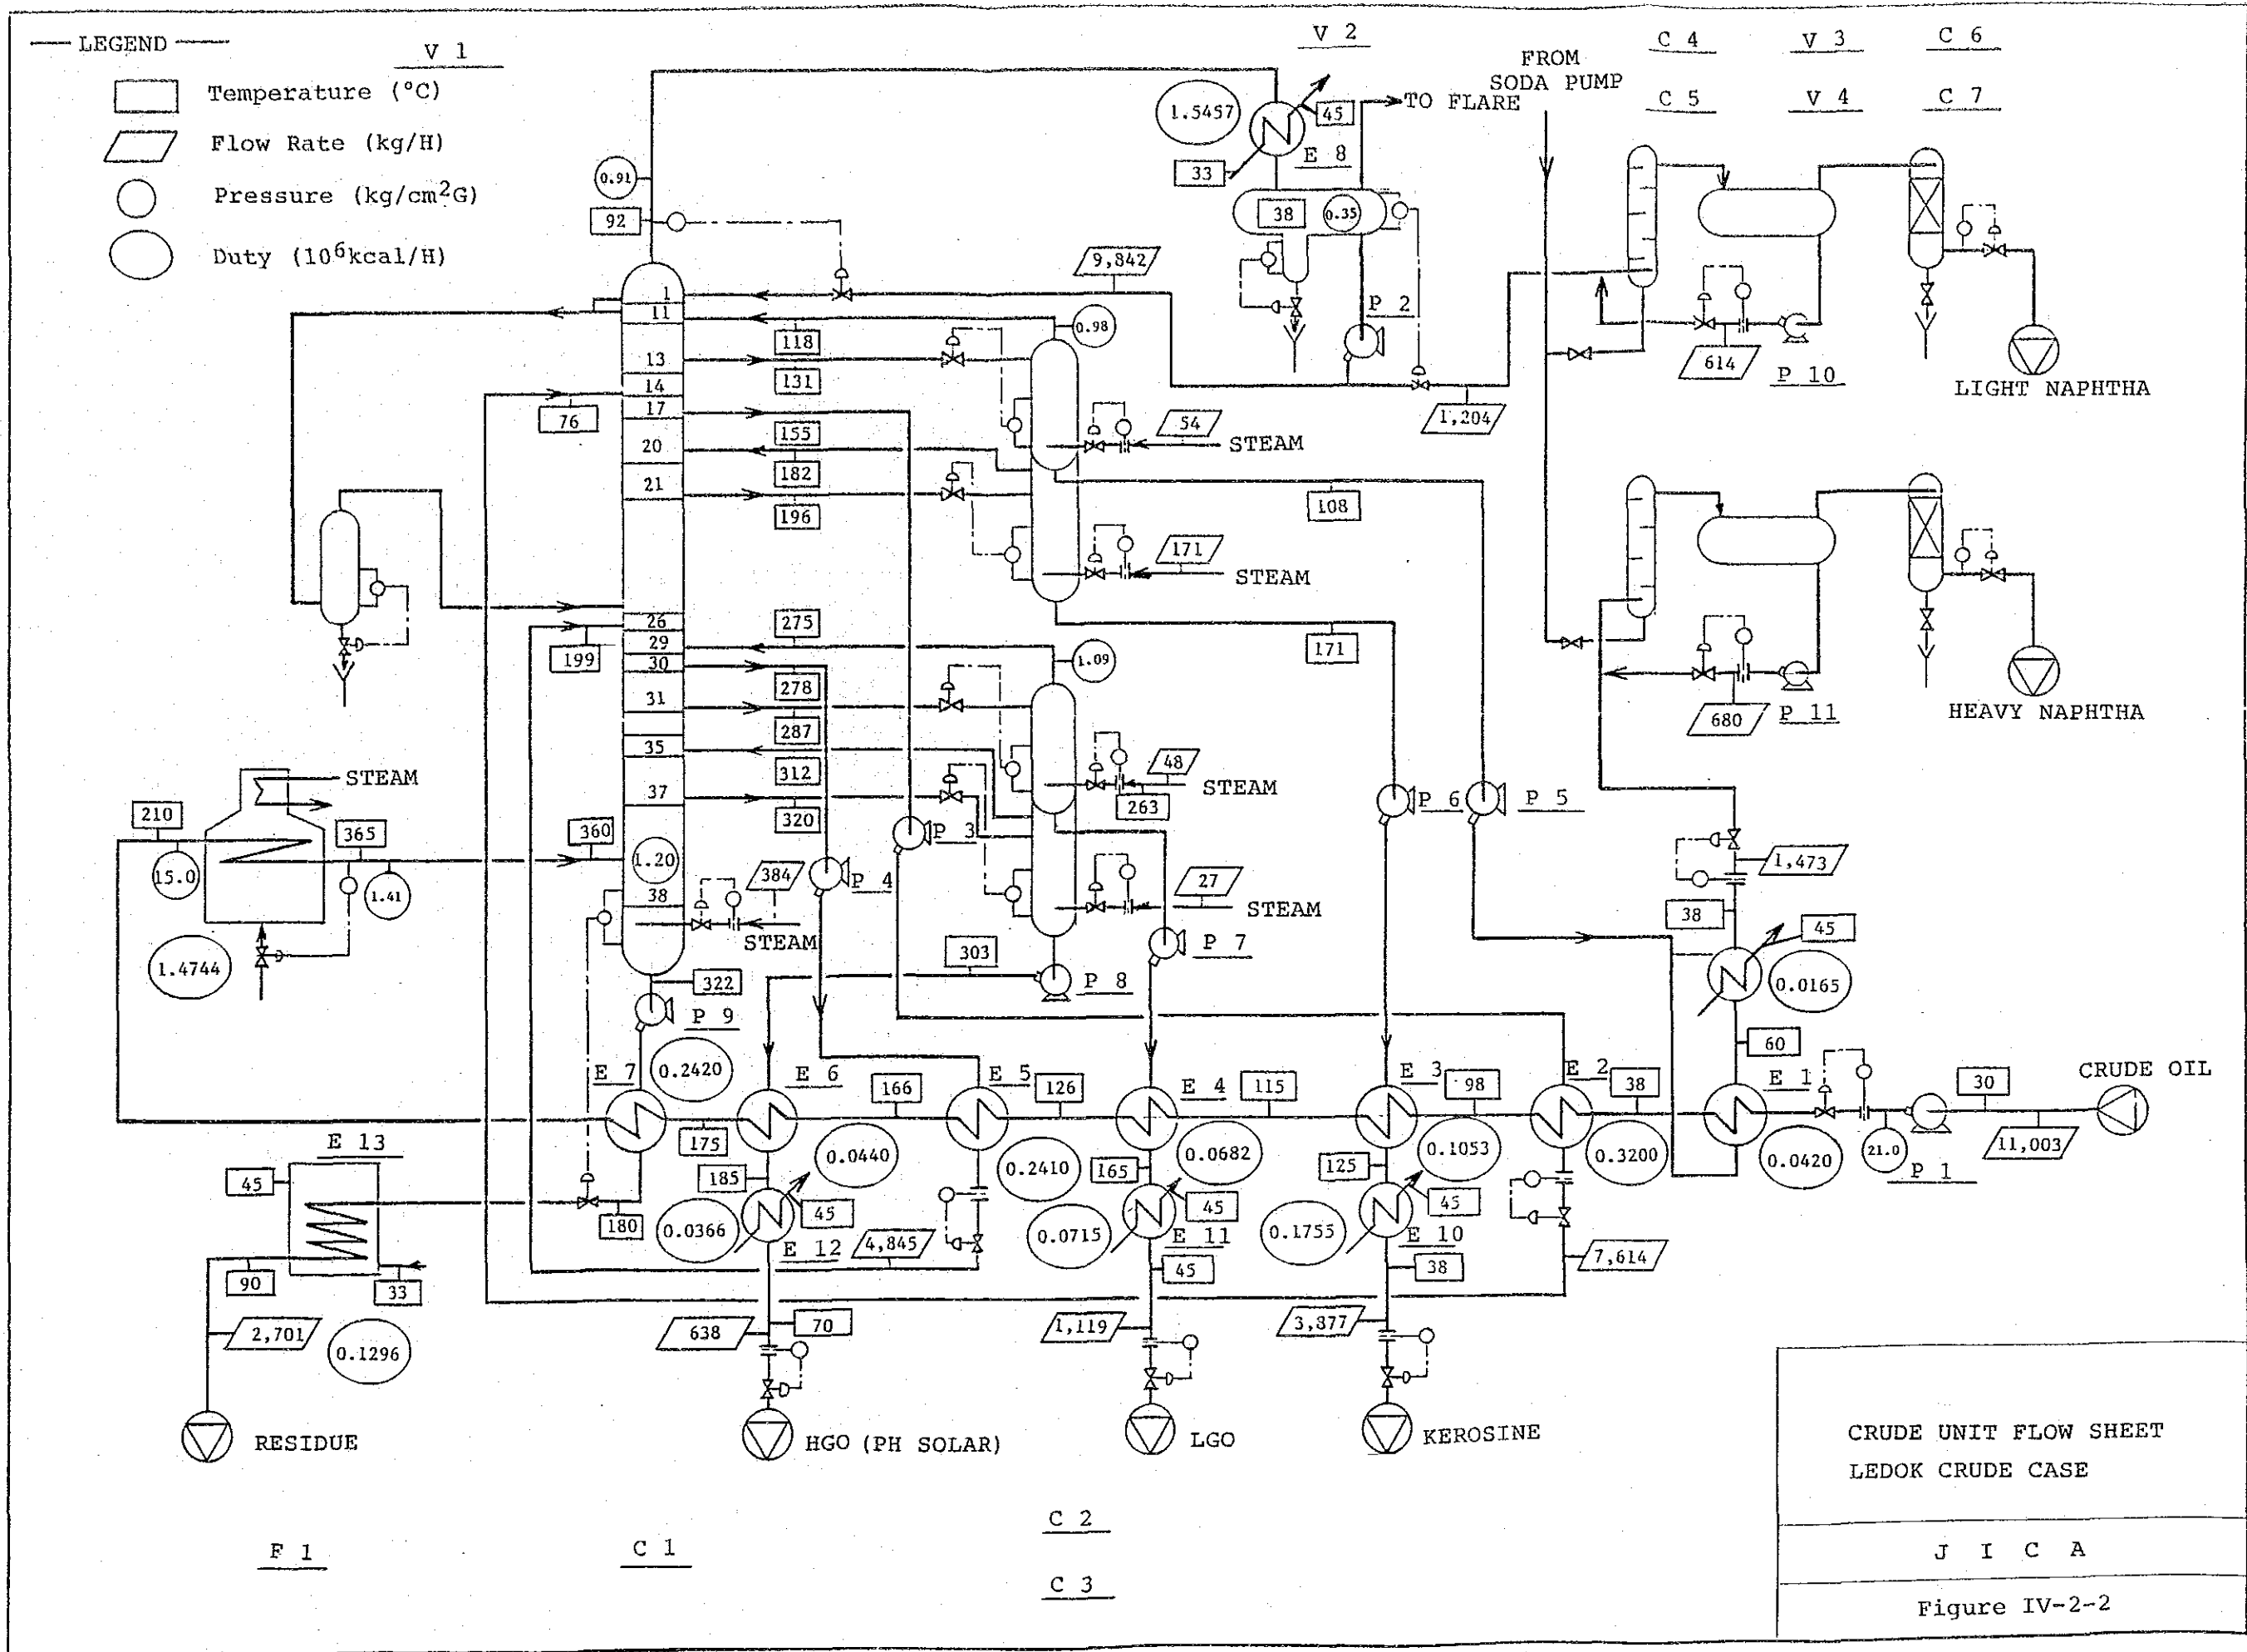 LEGEND
V 1
Temperature (°C)
Flow Rate (kg/H)
Pressure (kg/cm²G)
Duty (10⁶kcal/H)
V 2
FROM
SODA PUMP
C 4
V 3
C 6
C 5
V 4
C 7
TO FLARE
1.5457
45
E 8
33
38
0.35
0.91
92
9,842
P 2
1
11
13
14
17
20
21
26
29
30
31
35
37
1.20
38
118
131
76
155
182
196
0.98
54
STEAM
171
STEAM
1,204
108
171
614
P 10
LIGHT NAPHTHA
680
P 11
HEAVY NAPHTHA
199
275
278
287
312
320
1.09
48
STEAM
263
27
STEAM
STEAM
210
15.0
365
1.41
360
1.4744
384
STEAM
P 3
P 4
P 6
P 5
P 7
303
P 8
322
P 9
1,473
38
45
0.0165
60
E 7
0.2420
E 6
166
E 5
126
E 4
115
E 3
98
E 2
38
E 1
30
CRUDE OIL
11,003
21.0
P 1
175
0.0440
0.2410
0.0682
0.1053
0.3200
0.0420
E 13
45
180
90
33
2,701
0.1296
185
45
0.0366
E 12
4,845
165
45
0.0715
E 11
45
125
45
0.1755
E 10
38
7,614
638
70
1,119
3,877
RESIDUE
HGO (PH SOLAR)
LGO
KEROSINE
F 1
C 1
C 2
C 3
CRUDE UNIT FLOW SHEET
LEDOK CRUDE CASE
J I C A
Figure IV-2-2